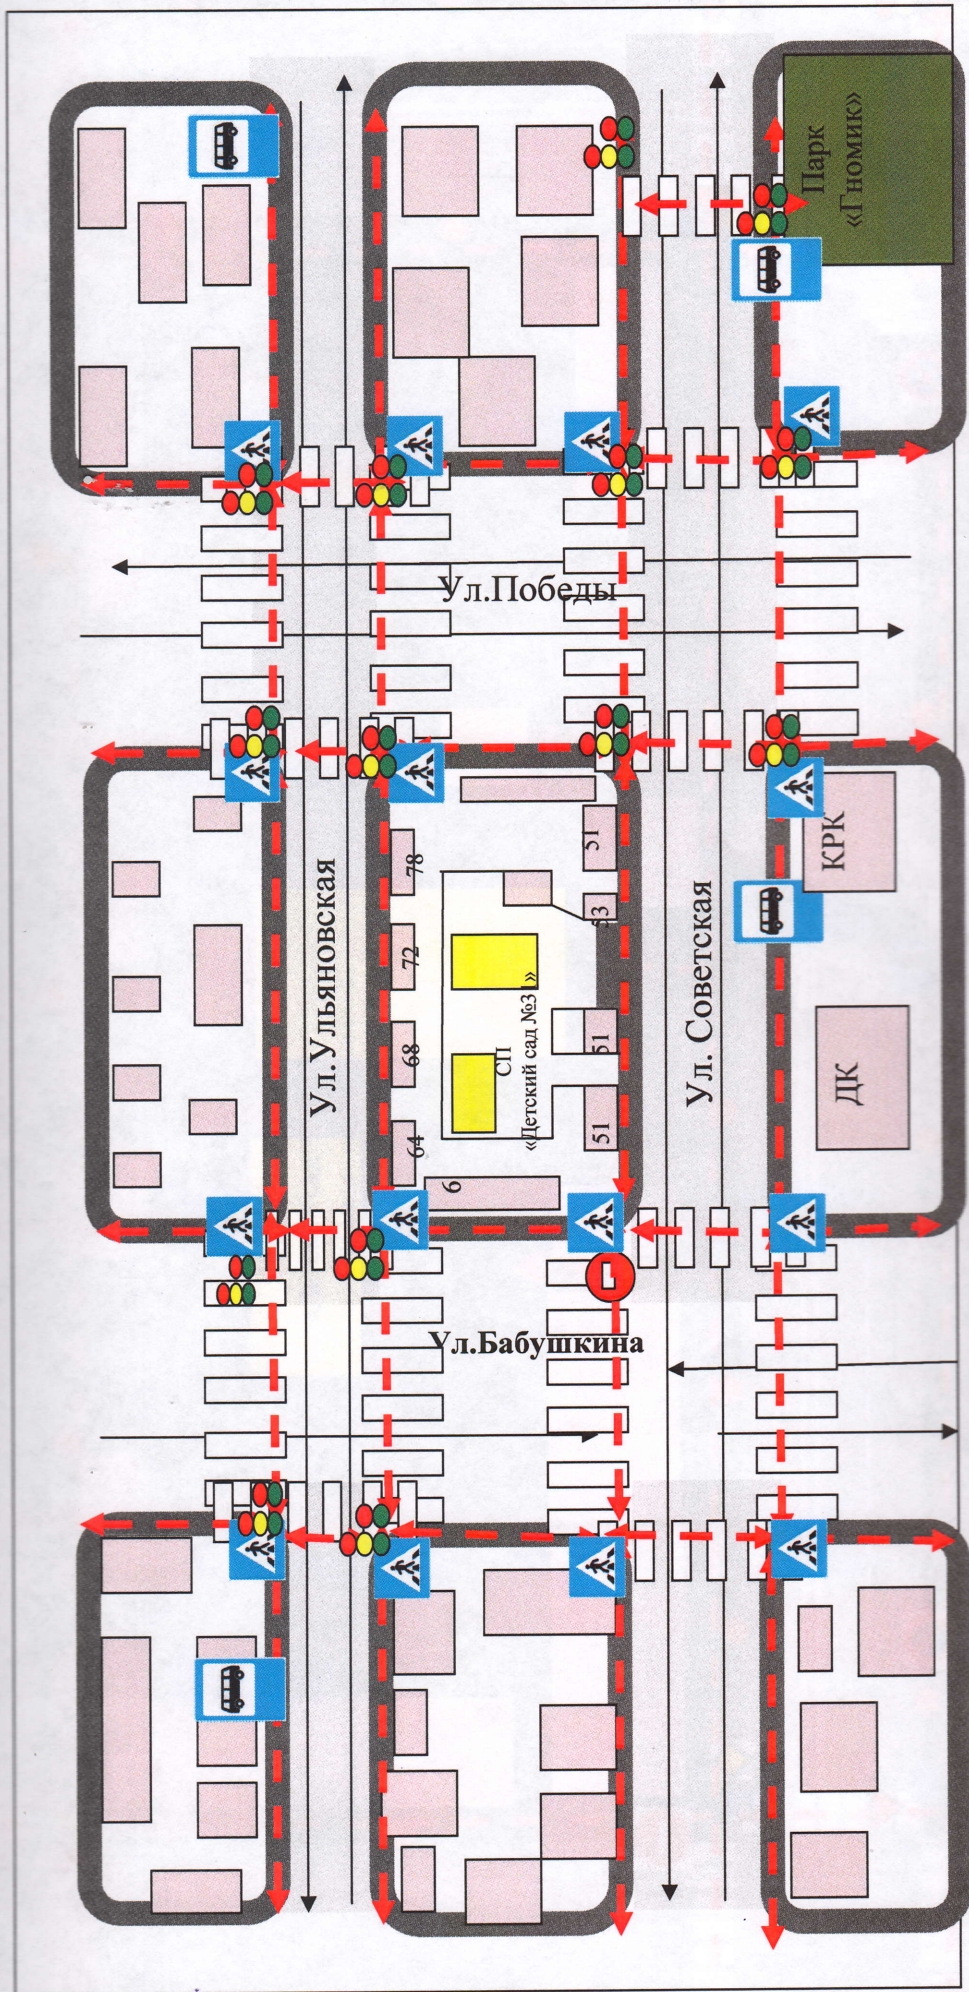 Парк
«Гномик»
Ул.Победы
КРК
51
78
53
72
Ул.Ульяновская
Ул. Советская
68
СП
«Детский сад №31»
51
ДК
64
51
6
Ул.Бабушкина